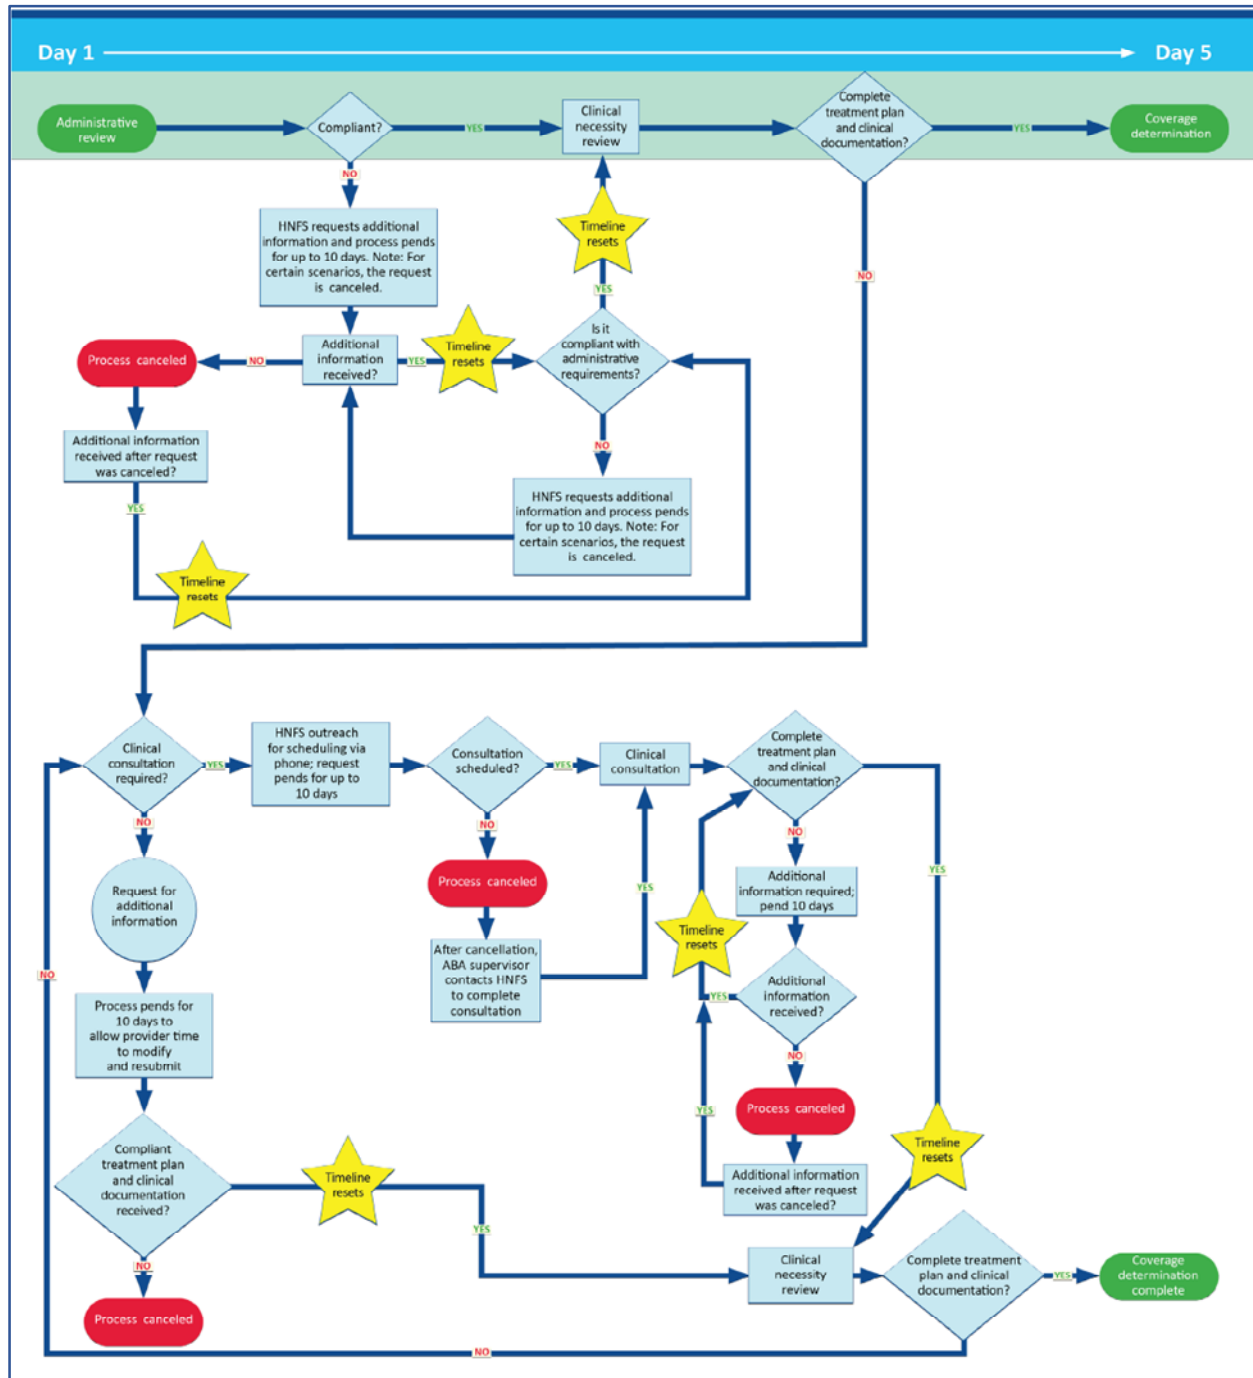 Day 1
Day 5
Administrative
review
Compliant?
YES
Clinical
necessity
review
Complete
treatment plan
and clinical
documentation?
YES
Coverage
determination
NO
HNFS requests additional
information and process pends
for up to 10 days. Note: For
certain scenarios, the request
is canceled.
Timeline
resets
YES
NO
Process canceled
NO
Additional
information
received?
YES
Timeline
resets
Is it
compliant with
administrative
requirements?
Additional information
received after request
was canceled?
NO
YES
HNFS requests additional
information and process pends
for up to 10 days. Note: For
certain scenarios, the request
is canceled.
Timeline
resets
Clinical
consultation
required?
YES
HNFS outreach
for scheduling via
phone; request
pends for up to
10 days
Consultation
scheduled?
YES
Clinical
consultation
Complete
treatment plan
and clinical
documentation?
NO
NO
NO
Request for
additional
information
Process canceled
YES
Additional
information required;
pend 10 days
YES
Timeline
resets
After cancellation,
ABA supervisor
contacts HNFS
to complete
consultation
NO
YES
Additional
information
received?
Process pends for
10 days to
allow provider time
to modify
and resubmit
NO
YES
Process canceled
Compliant
treatment plan
and clinical
documentation
received?
Timeline
resets
Additional information
received after request
was canceled?
Timeline
resets
YES
NO
Clinical
necessity
review
Complete treatment
plan and clinical
documentation?
YES
Coverage
determination
complete
Process canceled
NO